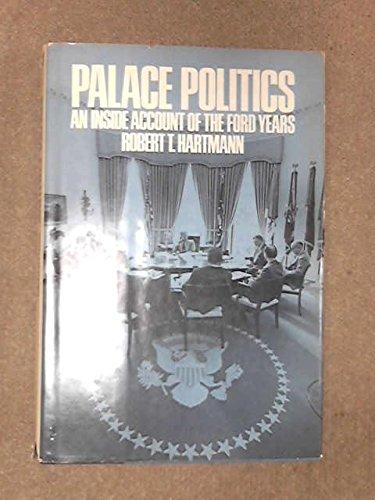 PALACE POLITICS
AN INSIDE ACCOUNT OF THE FORD YEARS
ROBERT T. HARTMANN